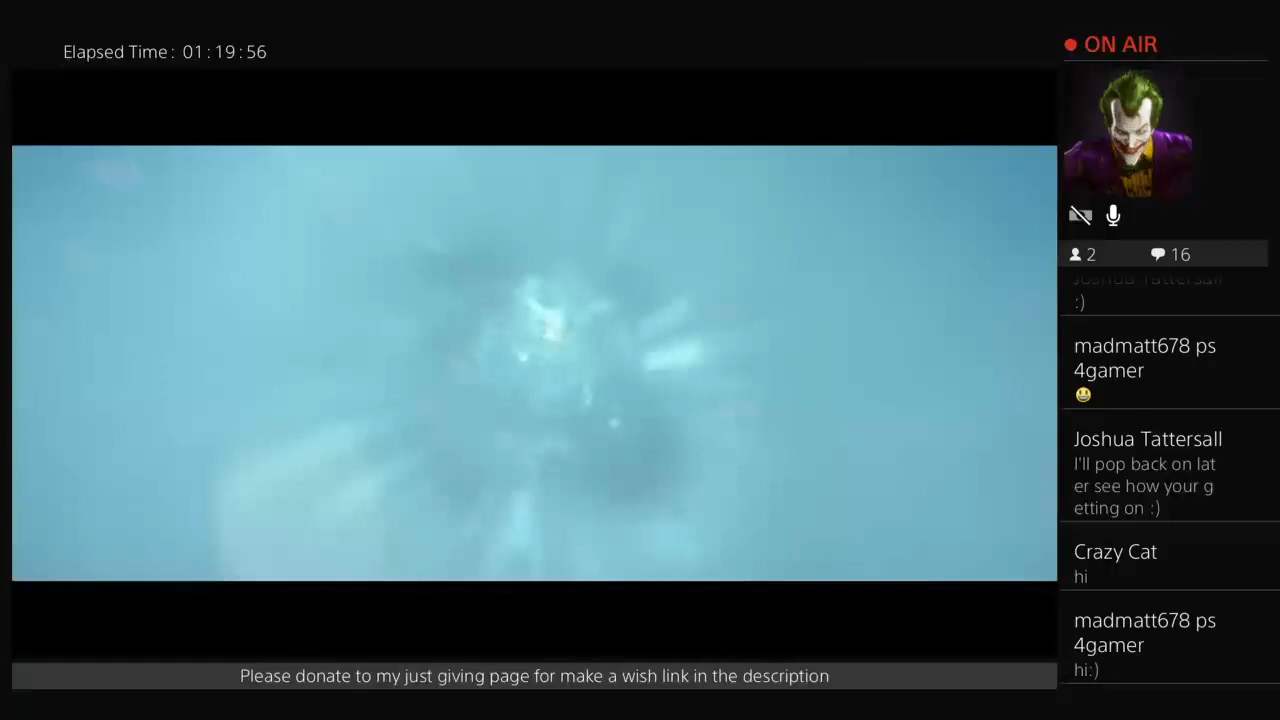 Elapsed Time: 01:19:56
ON AIR
2
16
Joshua Tattersall
:)
madmatt678 ps
4gamer
Joshua Tattersall
I'll pop back on lat
er see how your g
etting on :)
Crazy Cat
hi
madmatt678 ps
4gamer
hi:)
Please donate to my just giving page for make a wish link in the description